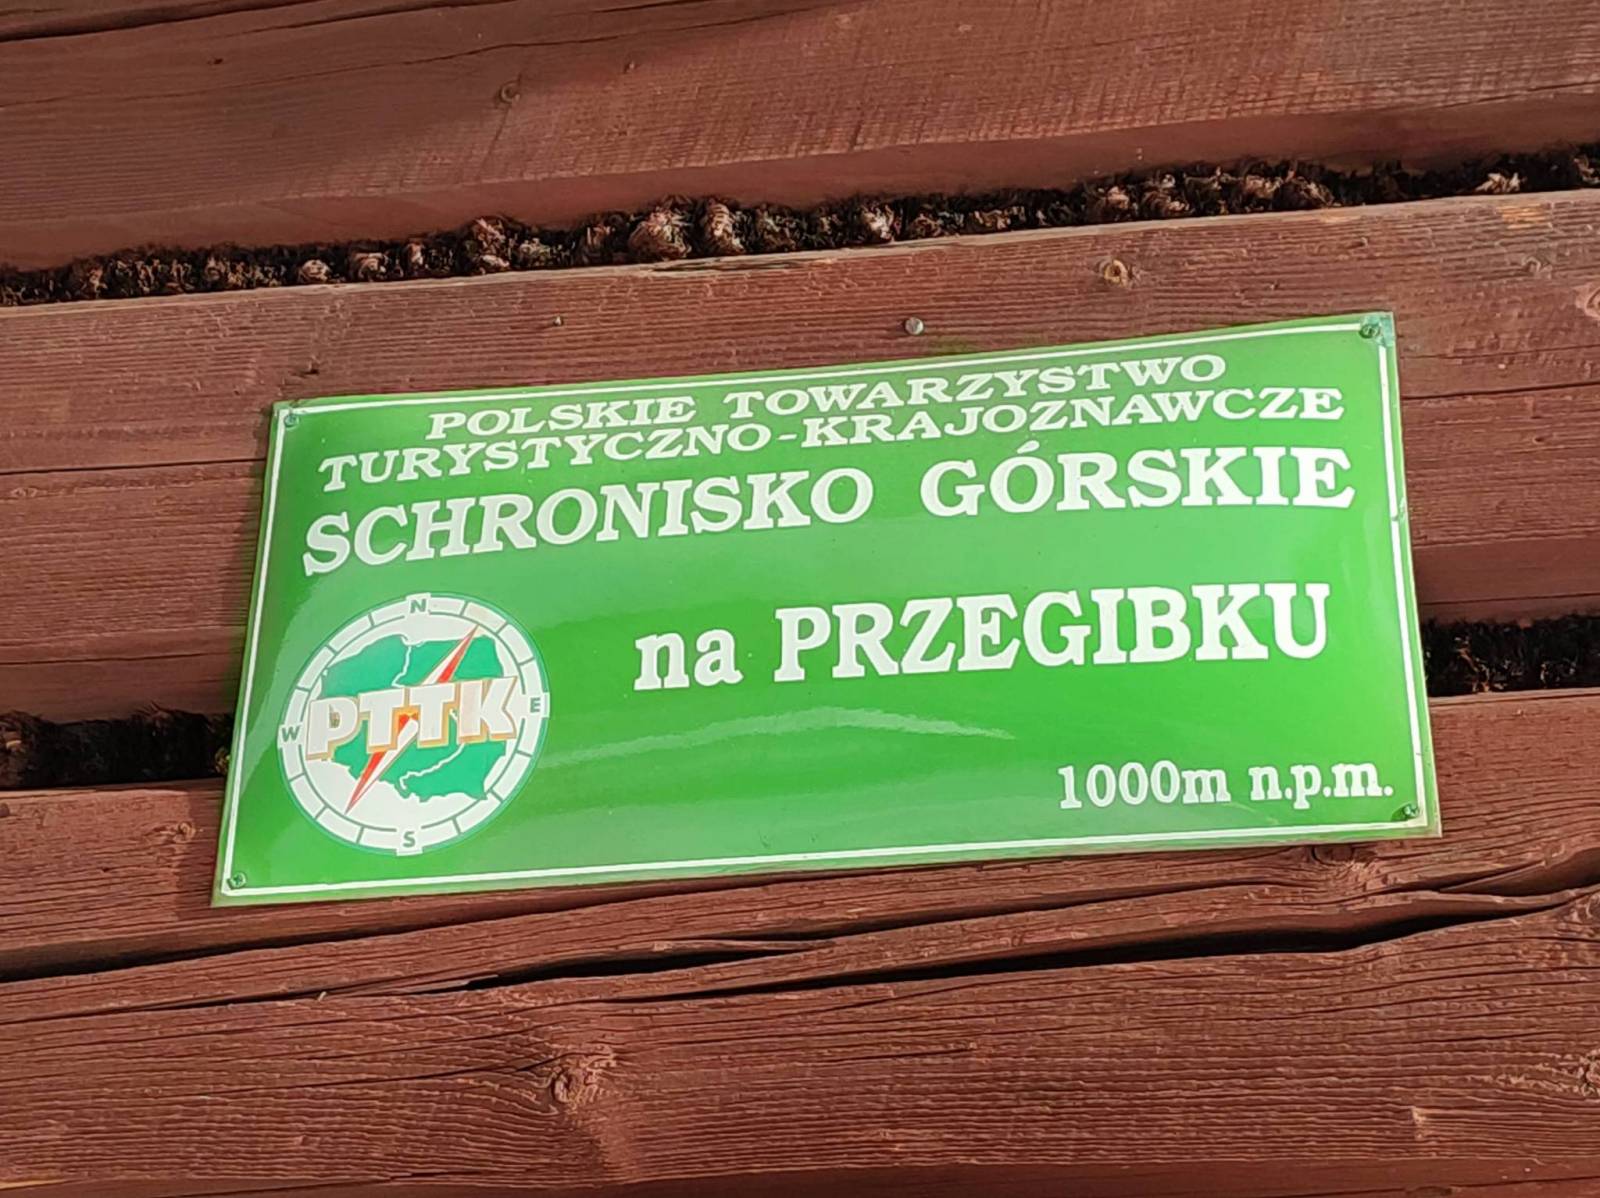 POLSKIE TOWARZYSTWO
TURYSTYCZNO-KRAJOZNAWCZE
SCHRONISKO GÓRSKIE
na PRZEGIBKU
N
W PTTK E
S
1000m n.p.m.